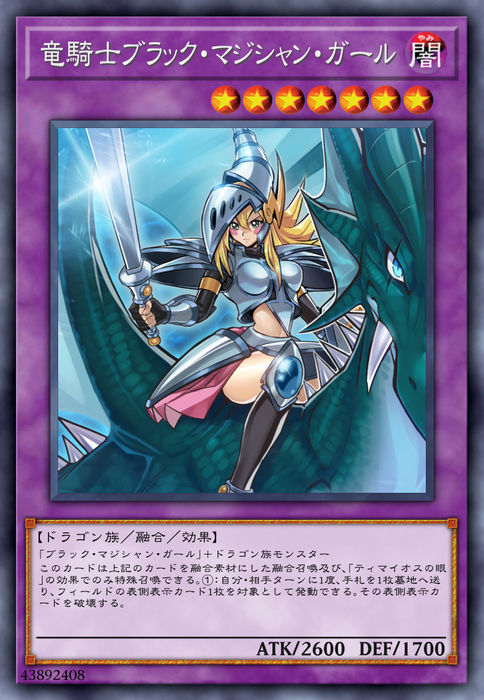 竜騎士ブラック・マジシャン・ガール
やみ
闇
【ドラゴン族／融合／効果】
「ブラック・マジシャン・ガール」＋ドラゴン族モンスター
このカードは上記のカードを融合素材にした融合召喚及び、「ティマイオスの眼」
の効果でのみ特殊召喚できる。①：自分・相手ターンに1度、手札を1枚墓地へ送
り、フィールドの表側表示カード1枚を対象として発動できる。その表側表示カ
ードを破壊する。
ATK/2600 DEF/1700
43892408